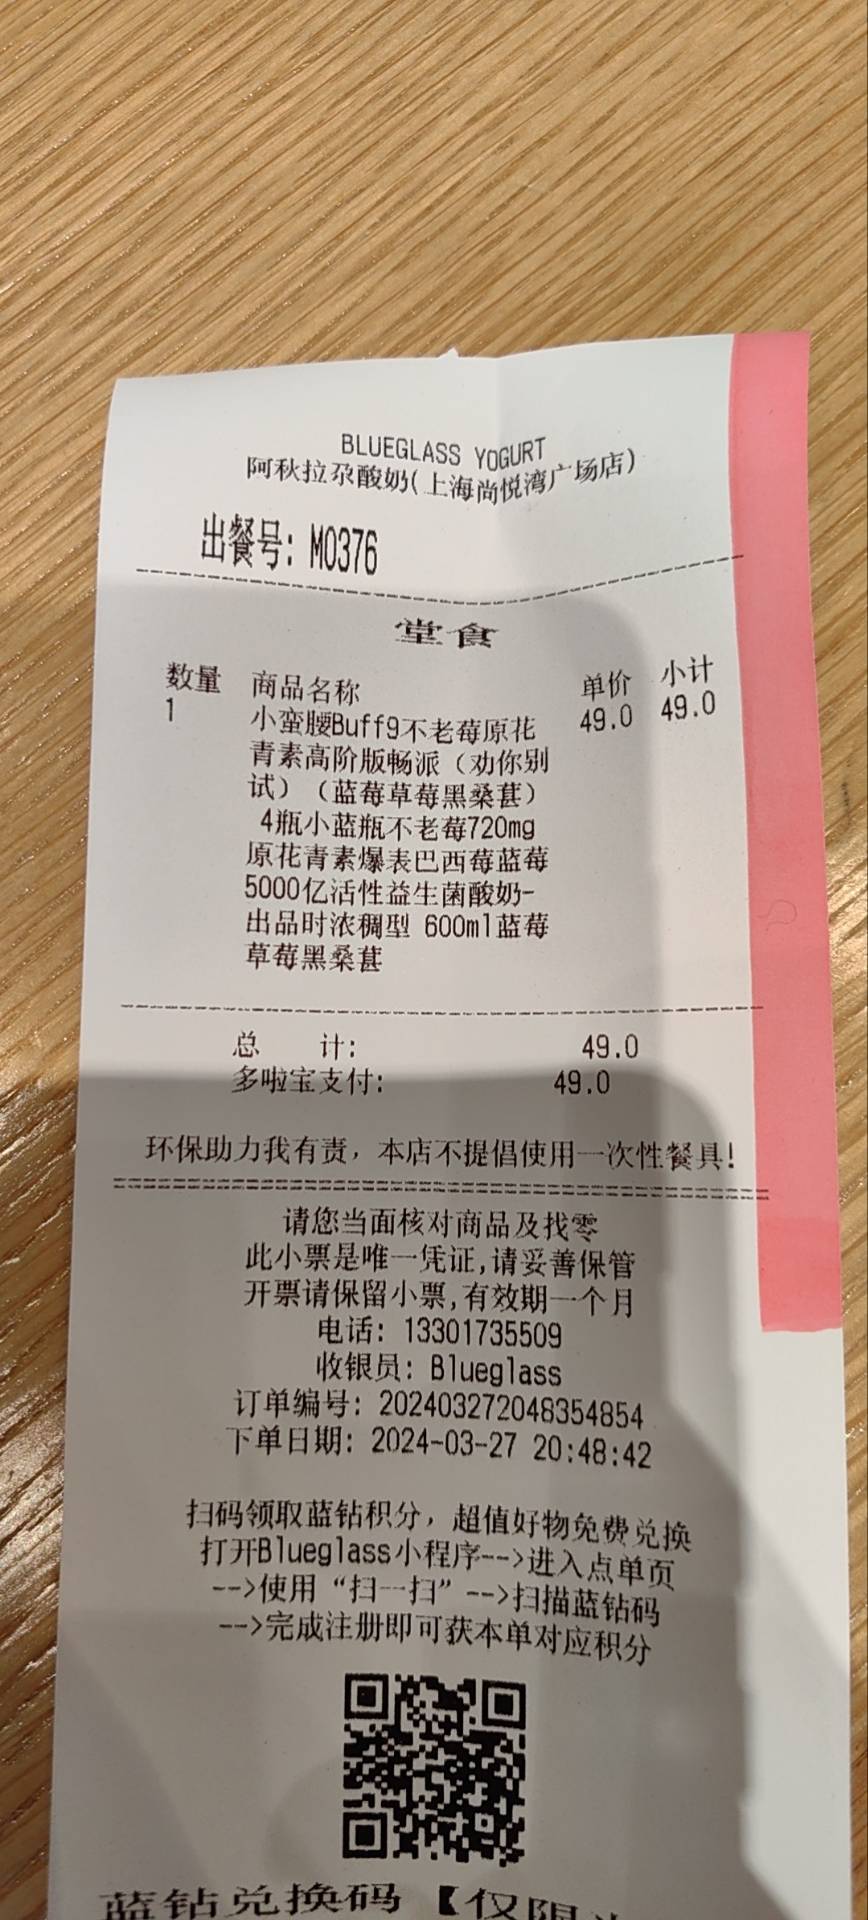 BLUEGLASS YOGURT
阿秋拉尕酸奶(上海尚悦湾广场店)
出餐号: M0376
堂食
数量 商品名称 单价 小计
1 小蛮腰Buff9不老莓原花 49.0 49.0
青素高阶版畅派（劝你别
试）（蓝莓草莓黑桑葚）
4瓶小蓝瓶不老莓720mg
原花青素爆表巴西莓蓝莓
5000亿活性益生菌酸奶-
出品时浓稠型 600ml蓝莓
草莓黑桑葚
总 计: 49.0
多啦宝支付: 49.0
环保助力我有责，本店不提倡使用一次性餐具!
请您当面核对商品及找零
此小票是唯一凭证,请妥善保管
开票请保留小票,有效期一个月
电话: 13301735509
收银员: Blueglass
订单编号: 202403272048354854
下单日期: 2024-03-27 20:48:42
扫码领取蓝钻积分，超值好物免费兑换
打开Blueglass小程序-->进入点单页
-->使用“扫一扫”-->扫描蓝钻码
-->完成注册即可获本单对应积分
蓝钻兑换码【仅限